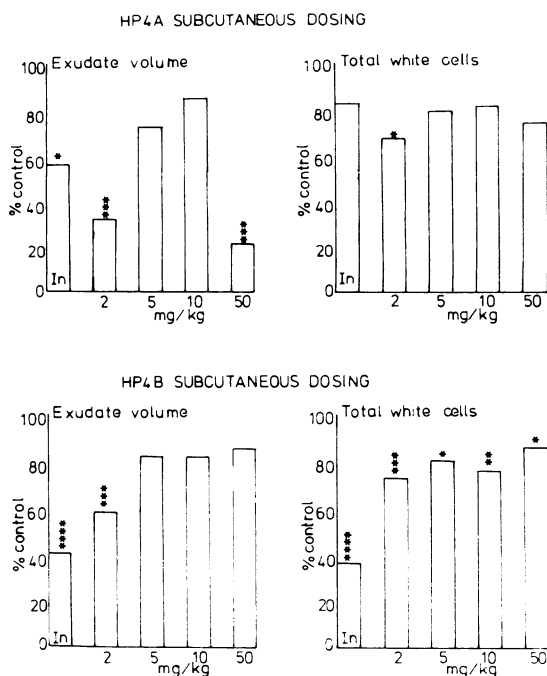 HP4A SUBCUTANEOUS DOSING
Exudate volume
100
80
60
40
20
0
% control
*
***
***
In
2 5 10 50
mg/kg
Total white cells
100
80
60
40
20
0
% control
*
In
2 5 10 50
mg/kg
HP4B SUBCUTANEOUS DOSING
Exudate volume
100
80
60
40
20
0
% control
****
***
In
2 5 10 50
mg/kg
Total white cells
100
80
60
40
20
0
% control
****
***
*
**
*
In
2 5 10 50
mg/kg